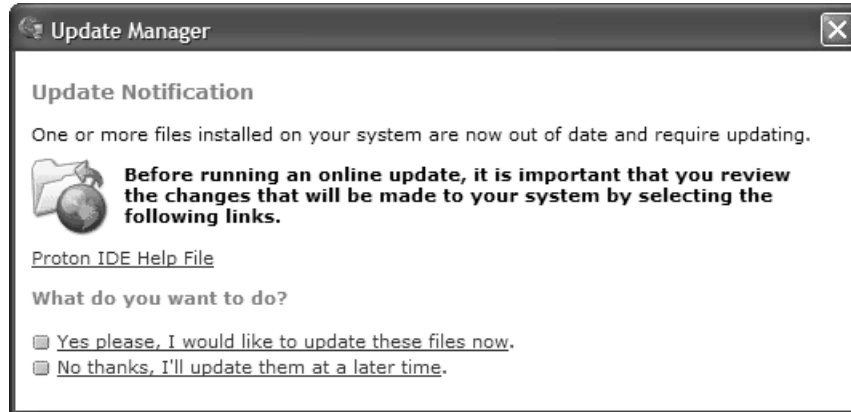 Update Manager
Update Notification
One or more files installed on your system are now out of date and require updating.
Before running an online update, it is important that you review
the changes that will be made to your system by selecting the
following links.
Proton IDE Help File
What do you want to do?
Yes please, I would like to update these files now.
No thanks, I'll update them at a later time.